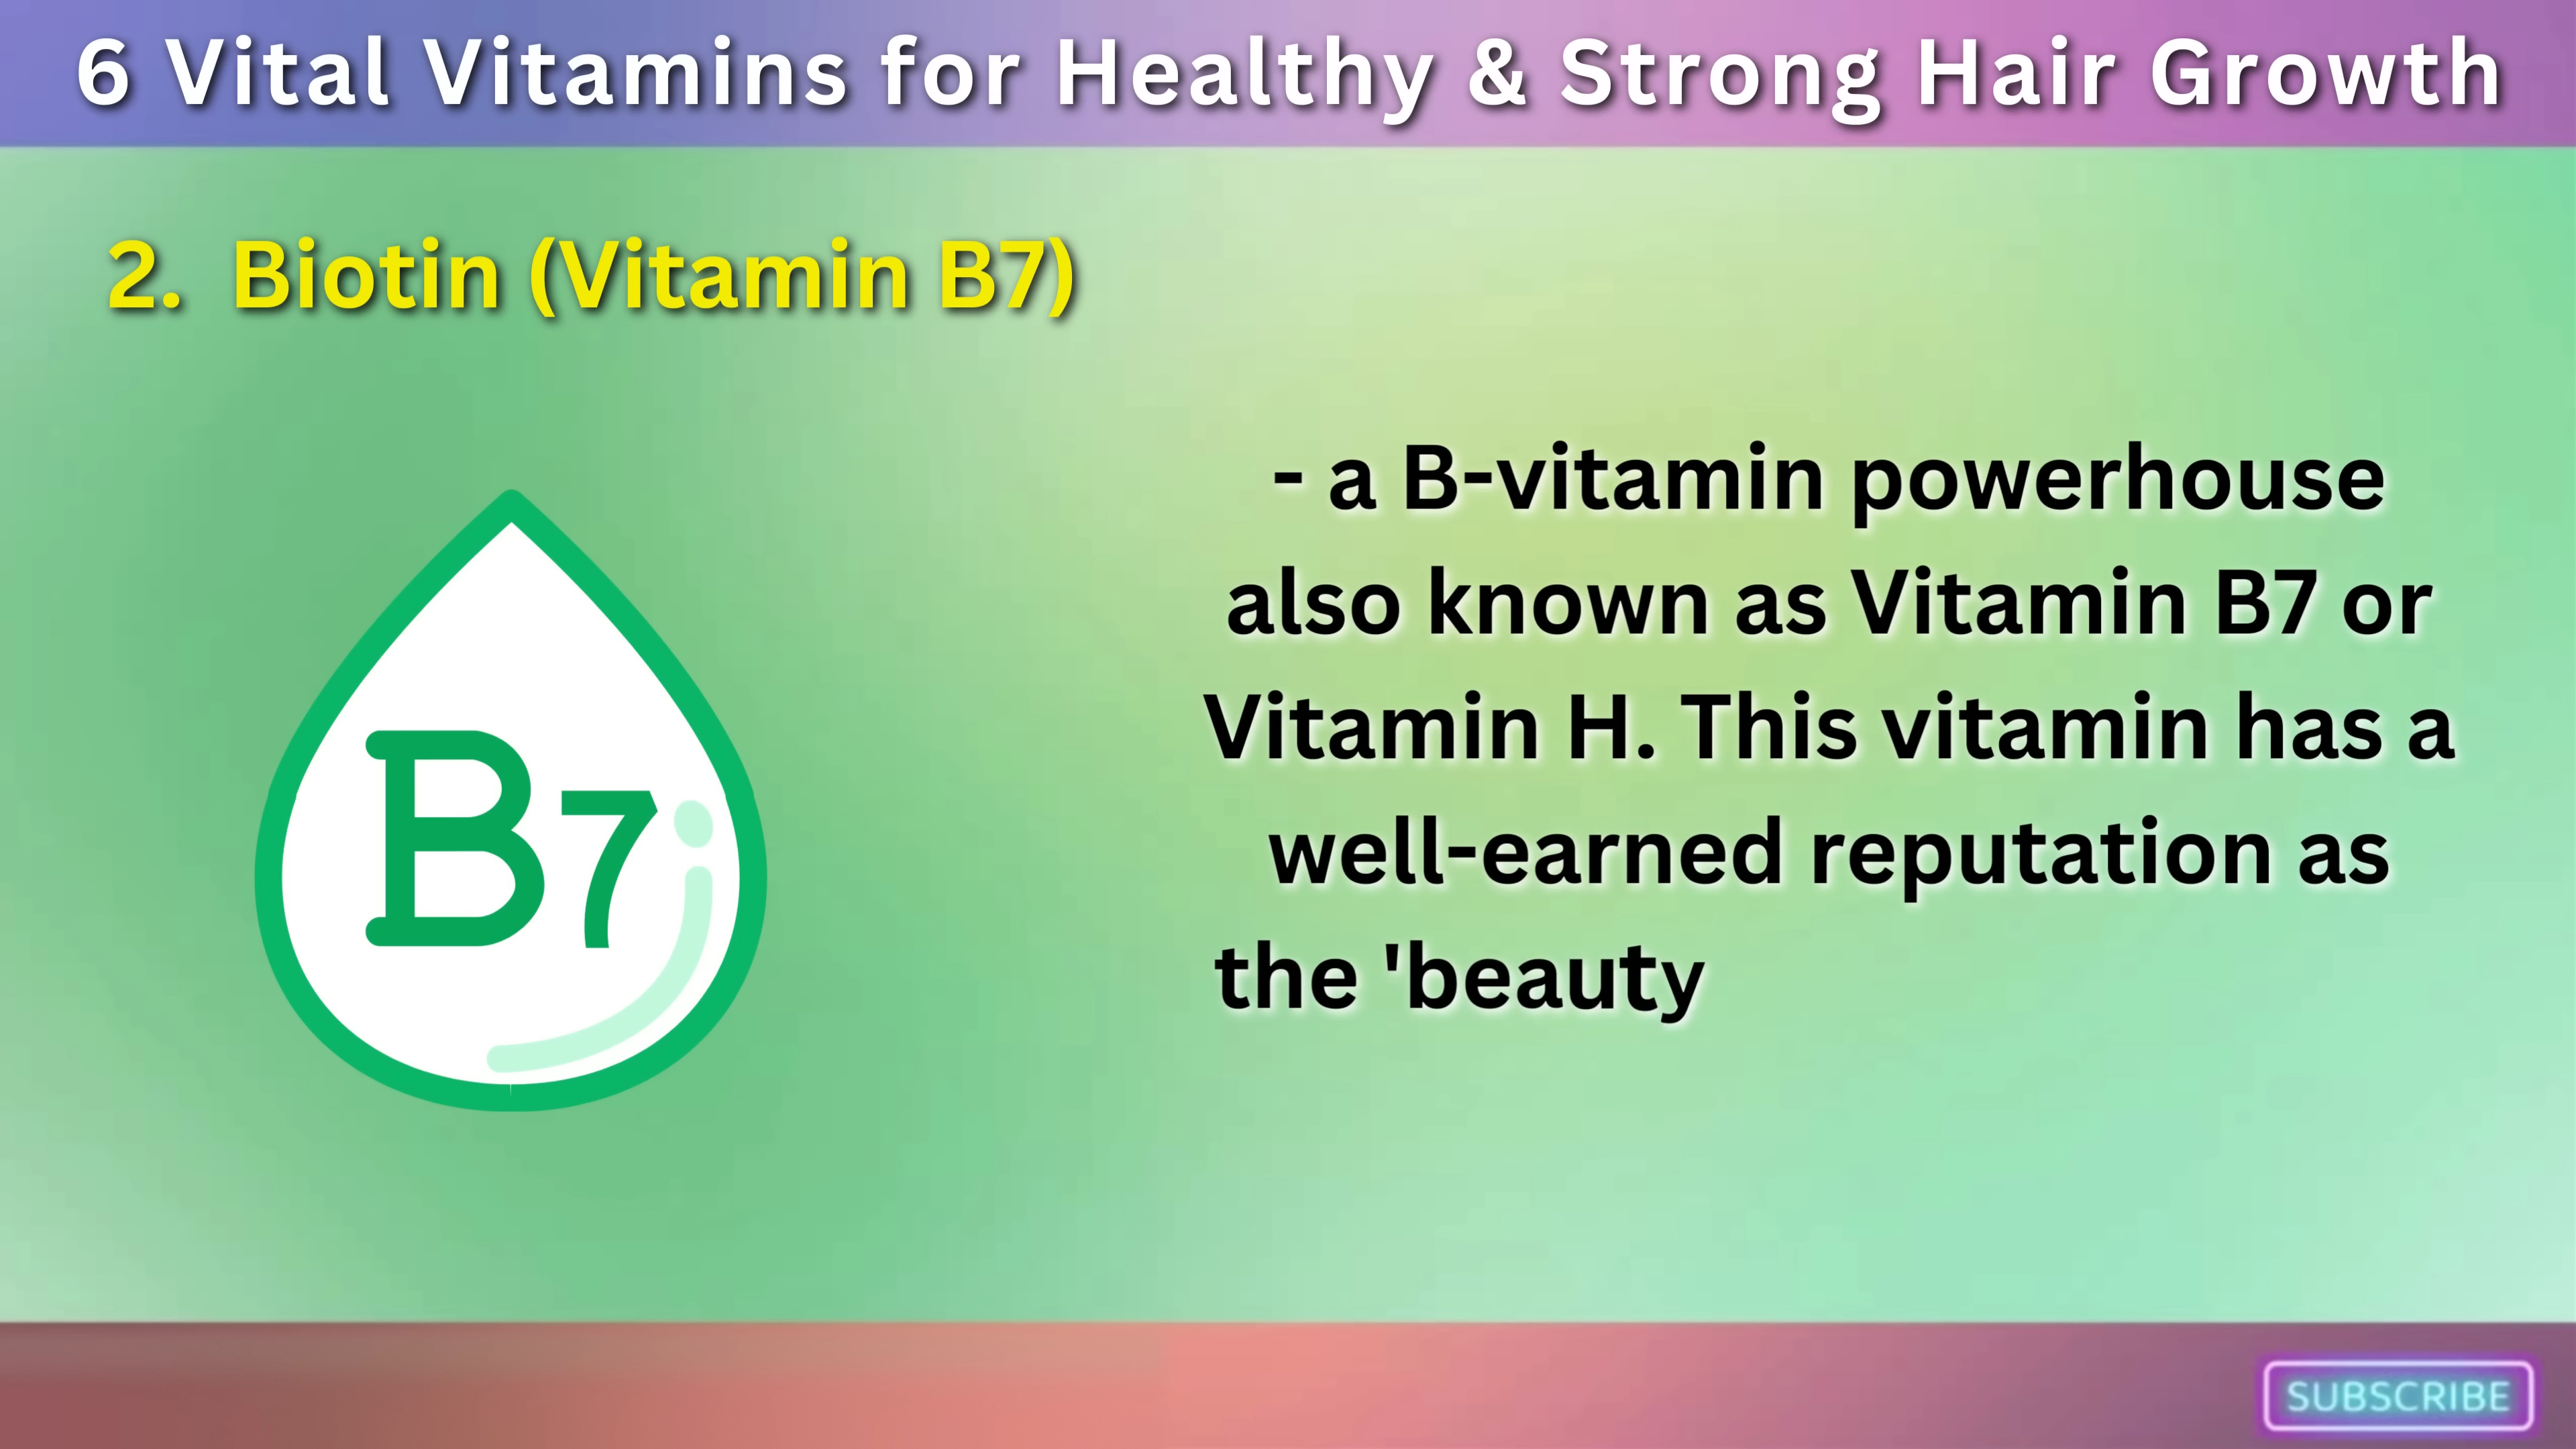 6 Vital Vitamins for Healthy & Strong Hair Growth
2. Biotin (Vitamin B7)
B7
- a B-vitamin powerhouse
also known as Vitamin B7 or
Vitamin H. This vitamin has a
well-earned reputation as
the 'beauty
SUBSCRIBE